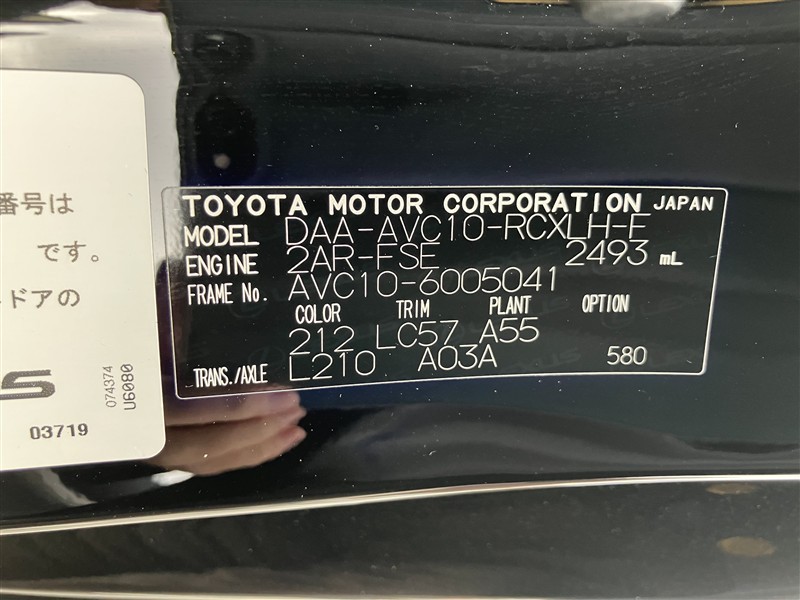 番号は
です。
ドアの
S
03719
074374
U6080
TOYOTA MOTOR CORPORATION JAPAN
MODEL DAA-AVC10-RCXLH-F
ENGINE 2AR-FSE 2493 mL
FRAME No. AVC10-6005041
COLOR TRIM PLANT OPTION
212 LC57 A55
TRANS./AXLE L210 A03A 580